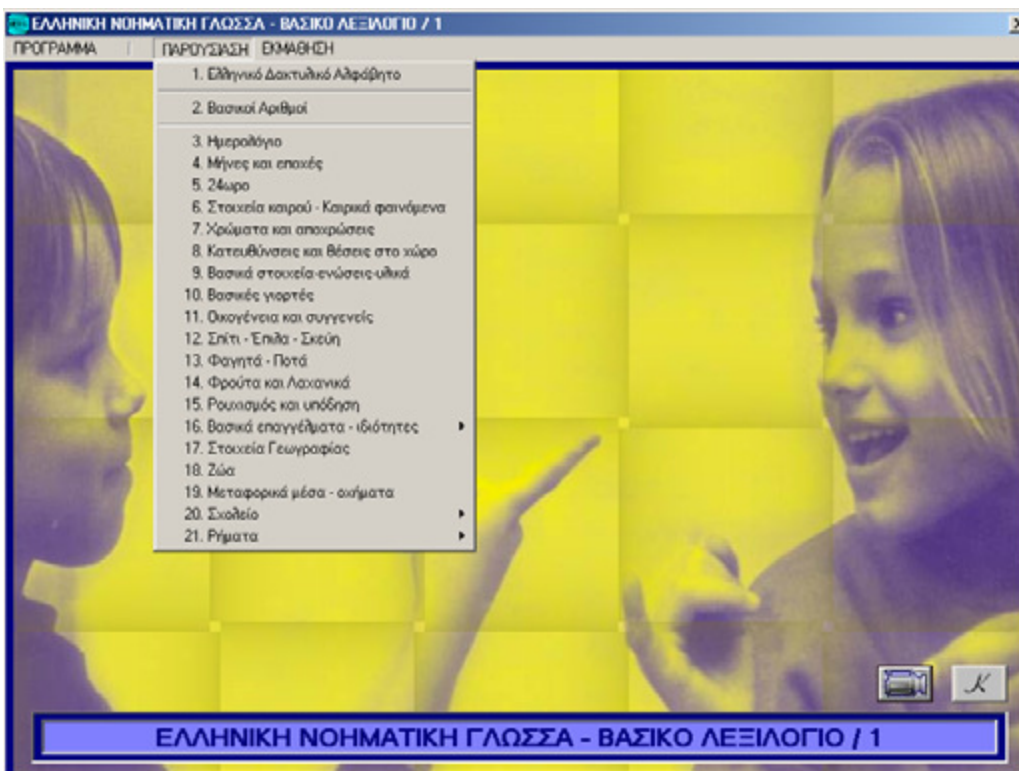 ΕΛΛΗΝΙΚΗ ΝΟΗΜΑΤΙΚΗ ΓΛΩΣΣΑ - ΒΑΣΙΚΟ ΛΕΞΙΛΟΓΙΟ / 1
ΠΡΟΓΡΑΜΜΑ | ΠΑΡΟΥΣΙΑΣΗ ΕΚΜΑΘΗΣΗ
1. Ελληνικό Δακτυλικό Αλφάβητο
2. Βασικοί Αριθμοί
3. Ημερολόγιο
4. Μήνες και εποχές
5. 24ωρο
6. Στοιχεία καιρού - Καιρικά φαινόμενα
7. Χρώματα και αποχρώσεις
8. Κατευθύνσεις και θέσεις στο χώρο
9. Βασικά στοιχεία-ενώσεις-υλικά
10. Βασικές γιορτές
11. Οικογένεια και συγγενείς
12. Σπίτι - Έπιλα - Σκεύη
13. Φαγητά - Ποτά
14. Φρούτα και Λαχανικά
15. Ρουχισμός και υπόδηση
16. Βασικά επαγγέλματα - ιδιότητες
17. Στοιχεία Γεωγραφίας
18. Ζώα
19. Μεταφορικά μέσα - οχήματα
20. Σχολείο
21. Ρήματα
K
ΕΛΛΗΝΙΚΗ ΝΟΗΜΑΤΙΚΗ ΓΛΩΣΣΑ - ΒΑΣΙΚΟ ΛΕΞΙΛΟΓΙΟ / 1